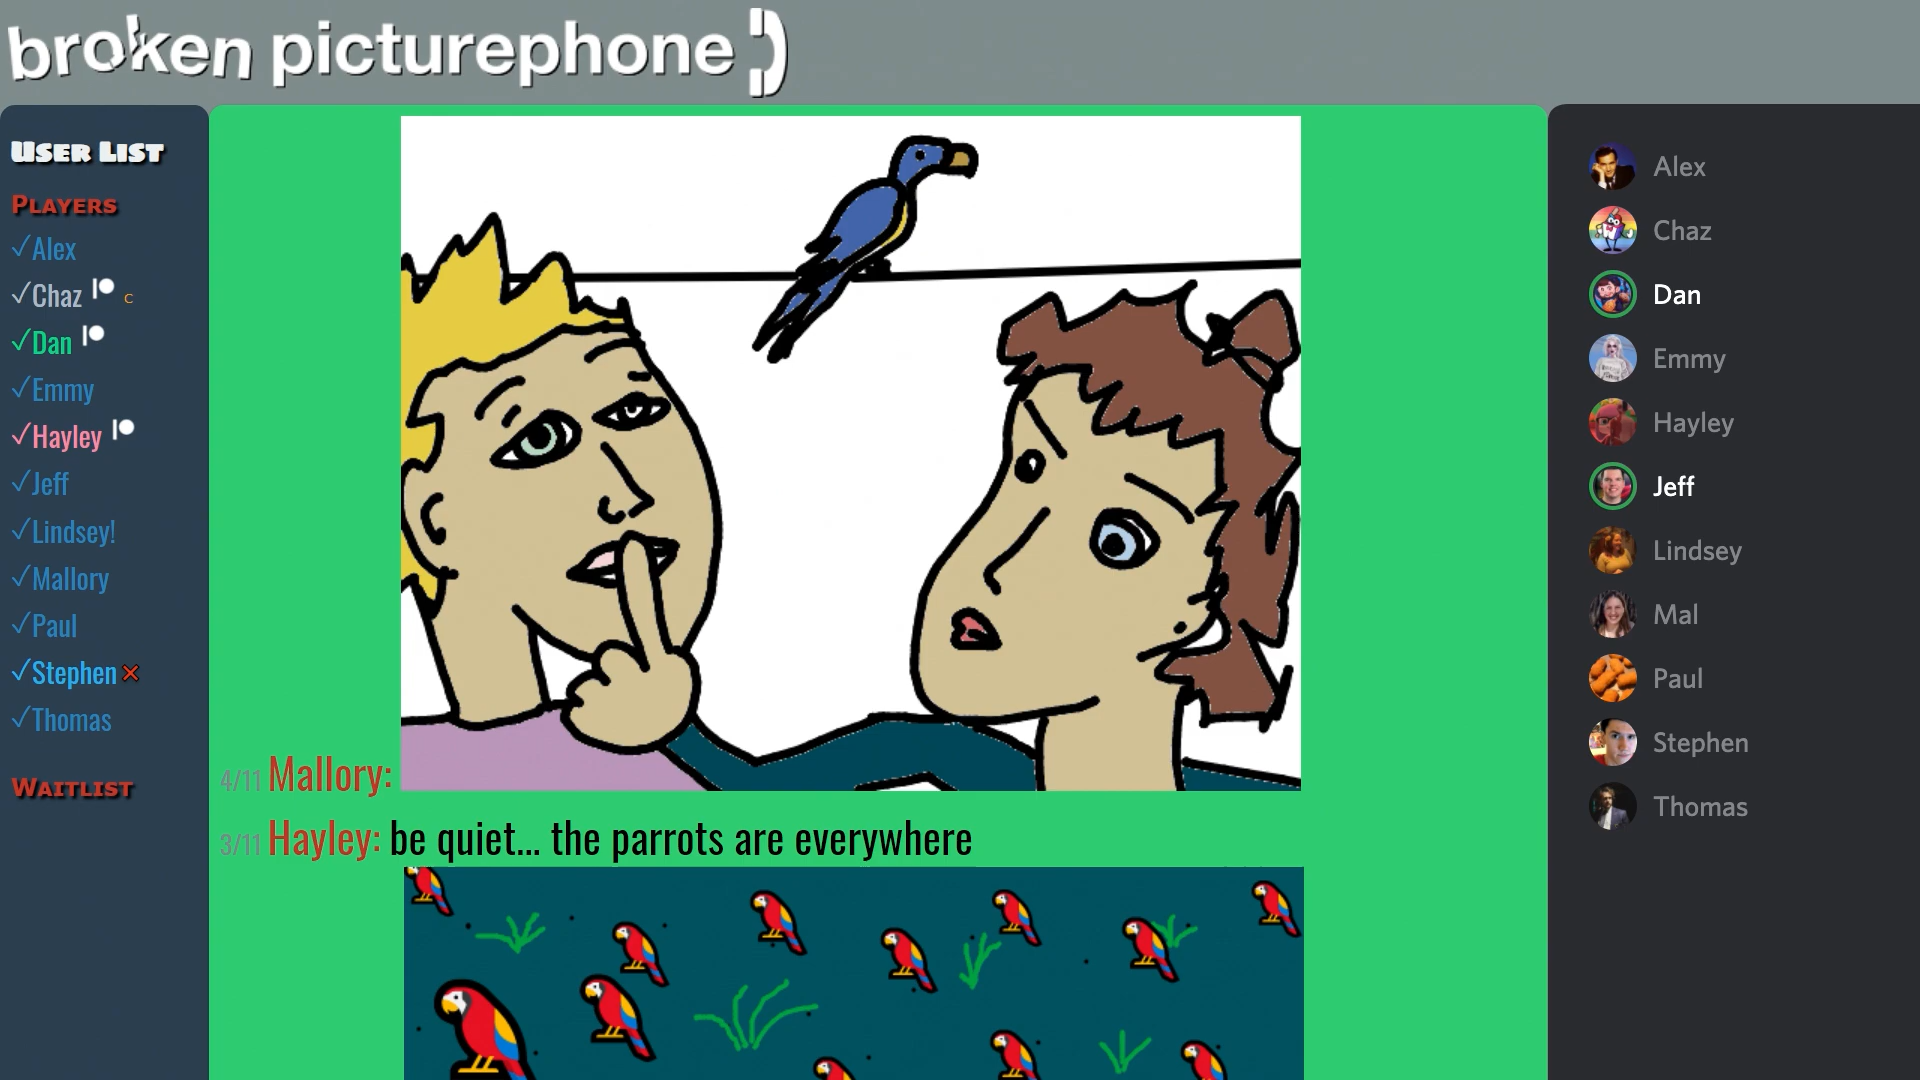 broken picturephone
User List
Players
✓Alex
✓Chaz C
✓Dan
✓Emmy
✓Hayley
✓Jeff
✓Lindsey!
✓Mallory
✓Paul
✓Stephen ✕
✓Thomas
Waitlist
4/11 Mallory:
3/11 Hayley: be quiet... the parrots are everywhere
Alex
Chaz
Dan
Emmy
Hayley
Jeff
Lindsey
Mal
Paul
Stephen
Thomas